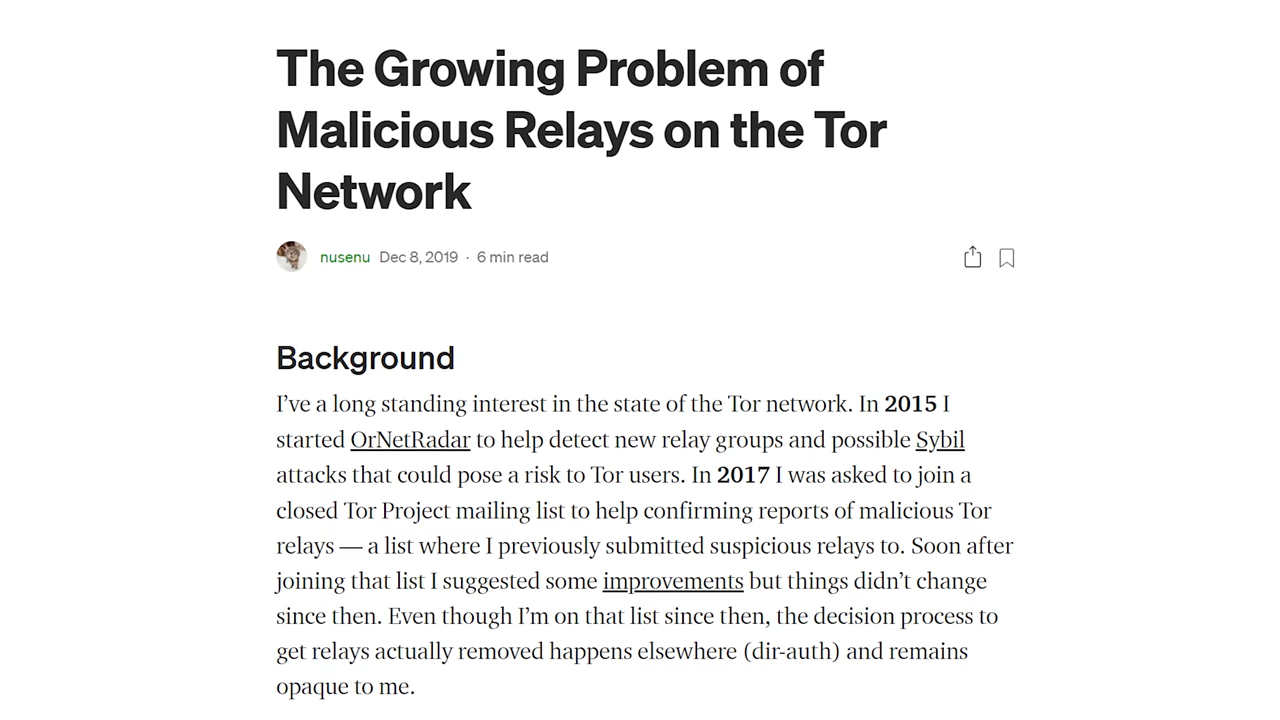 The Growing Problem of
Malicious Relays on the Tor
Network
nusenu Dec 8, 2019 · 6 min read
Background
I’ve a long standing interest in the state of the Tor network. In 2015 I
started OrNetRadar to help detect new relay groups and possible Sybil
attacks that could pose a risk to Tor users. In 2017 I was asked to join a
closed Tor Project mailing list to help confirming reports of malicious Tor
relays — a list where I previously submitted suspicious relays to. Soon after
joining that list I suggested some improvements but things didn’t change
since then. Even though I’m on that list since then, the decision process to
get relays actually removed happens elsewhere (dir-auth) and remains
opaque to me.